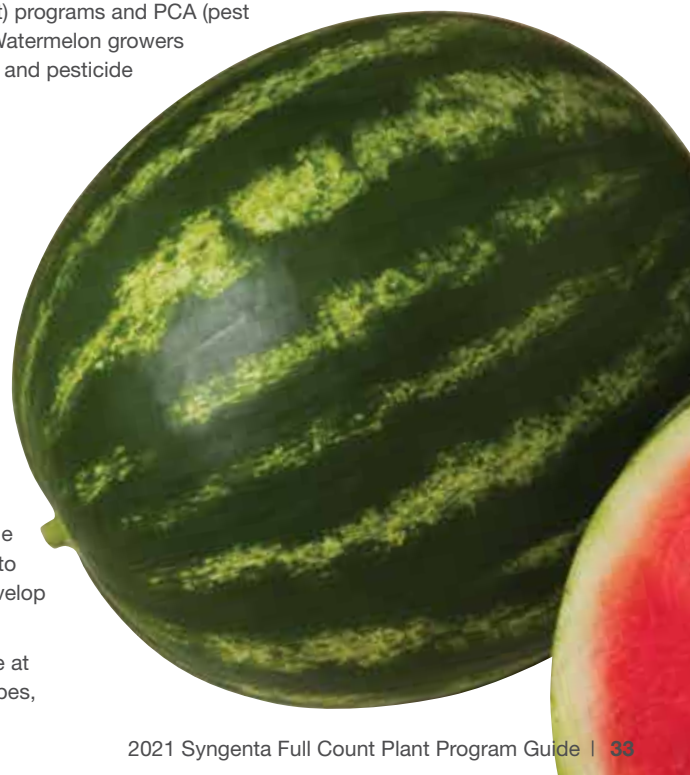 t) programs and PCA (pest
Watermelon growers
and pesticide
e
to
velop
e at
pes,
2021 Syngenta Full Count Plant Program Guide | 33